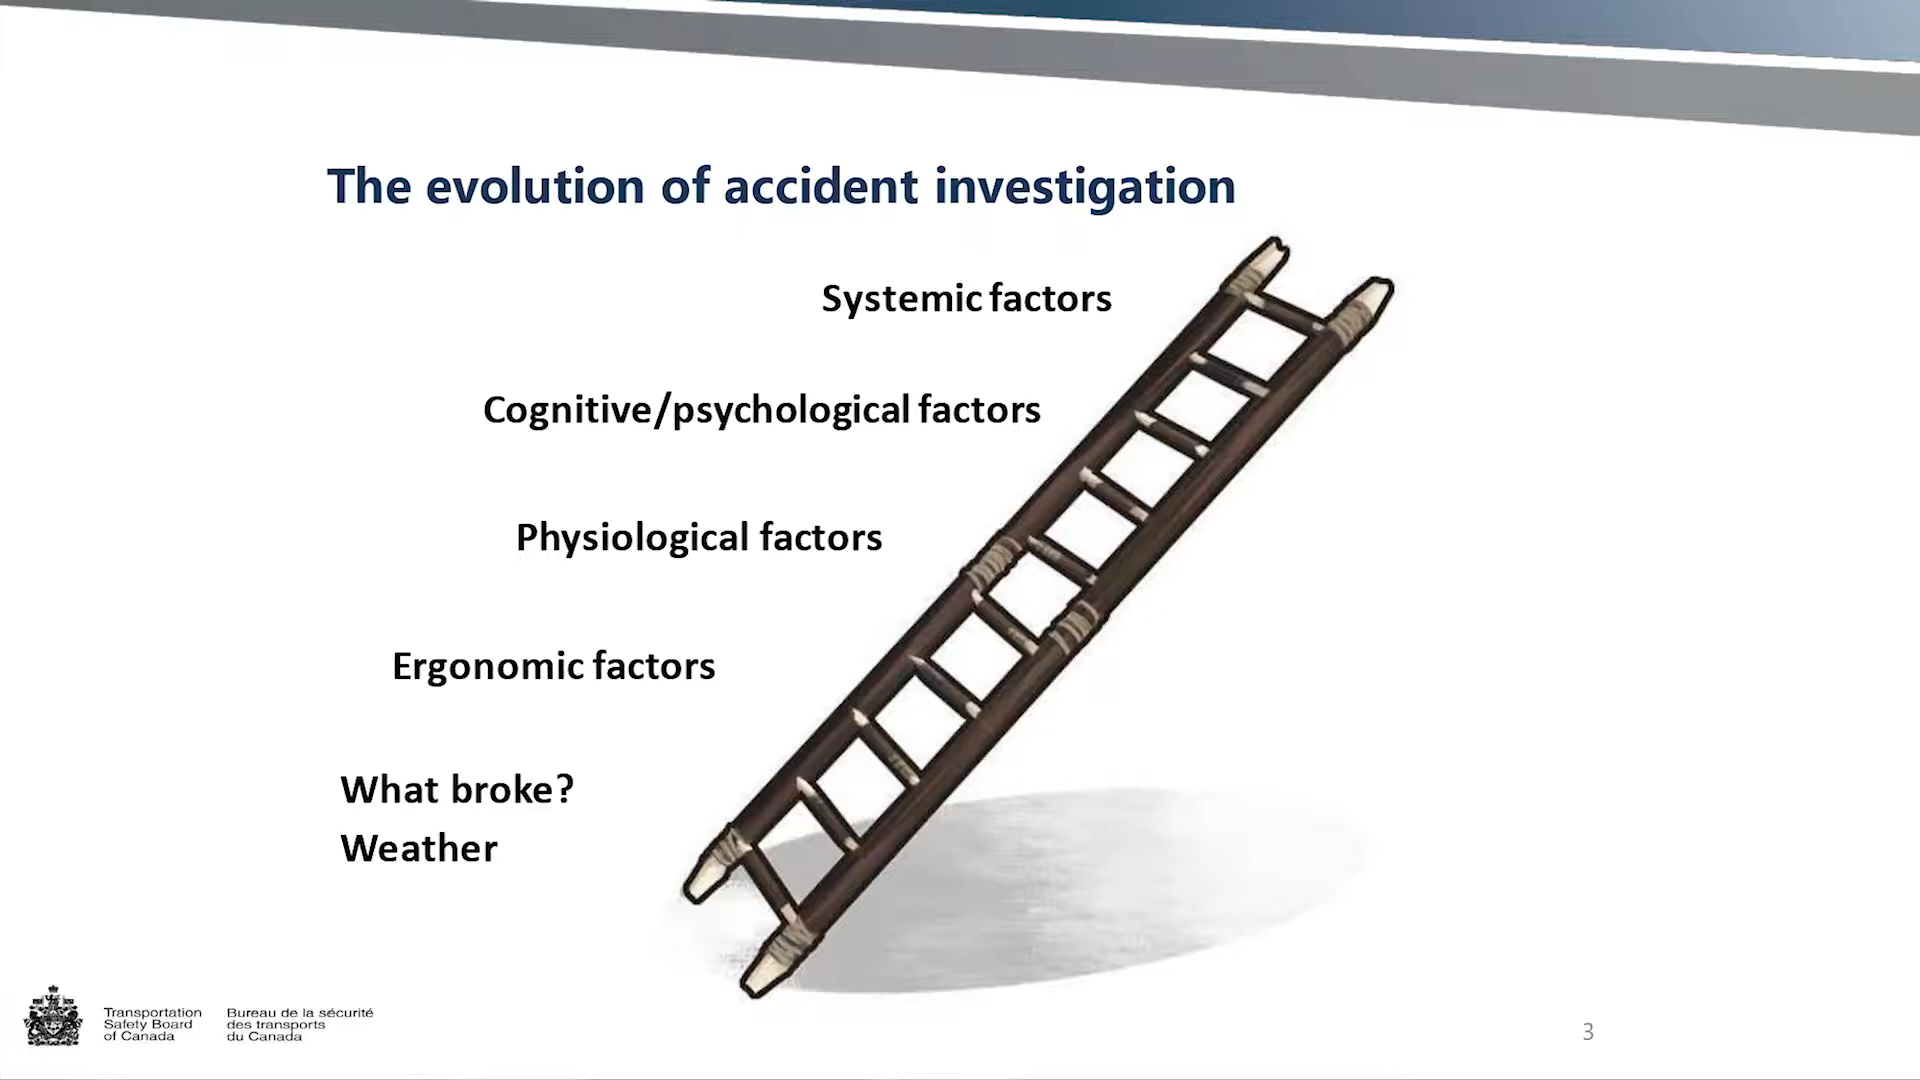 The evolution of accident investigation
Systemic factors
Cognitive/psychological factors
Physiological factors
Ergonomic factors
What broke?
Weather
Transportation
Safety Board
of Canada
Bureau de la sécurité
des transports
du Canada
3